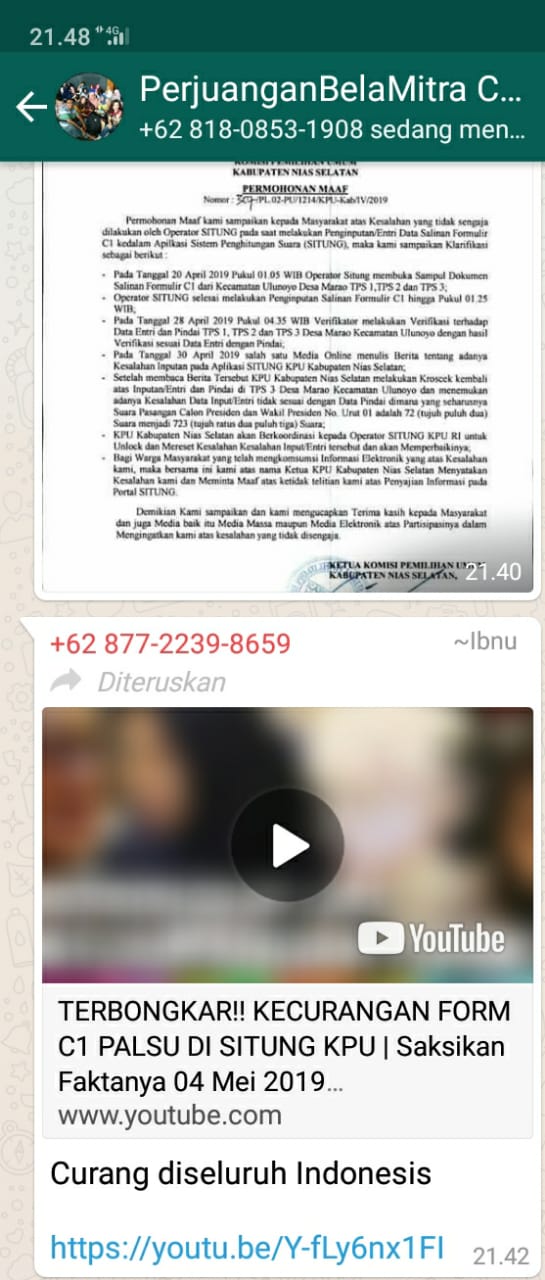 21.48 4G
PerjuanganBelaMitra C...
+62 818-0853-1908 sedang men...
KOMISI PEMILIHAN UMUM
KABUPATEN NIAS SELATAN
PERMOHONAN MAAF
Nomor : /PL.02-PU/1214/KPU-Kab/IV/2019
Permohonan Maaf kami sampaikan kepada Masyarakat atas Kesalahan yang tidak sengaja
dilakukan oleh Operator SITUNG pada saat melakukan Penginputan/Entri Data Salinan Formulir
C1 kedalam Aplikasi Sistem Penghitungan Suara (SITUNG), maka kami sampaikan Klarifikasi
sebagai berikut :
- Pada Tanggal 20 April 2019 Pukul 01.05 WIB Operator Situng membuka Sampul Dokumen
Salinan Formulir C1 dari Kecamatan Ulunoyo Desa Marao TPS 1,TPS 2 dan TPS 3;
- Operator SITUNG selesai melakukan Penginputan Salinan Formulir C1 hingga Pukul 01.25
WIB;
- Pada Tanggal 28 April 2019 Pukul 04.35 WIB Verifikator melakukan Verifikasi terhadap
Data Entri dan Pindai TPS 1, TPS 2 dan TPS 3 Desa Marao Kecamatan Ulunoyo dengan hasil
Verifikasi sesuai Data Entri dengan Pindai;
- Pada Tanggal 30 April 2019 salah satu Media Online menulis Berita tentang adanya
Kesalahan Inputan pada Aplikasi SITUNG KPU Kabupaten Nias Selatan;
- Setelah membaca Berita Tersebut KPU Kabupaten Nias Selatan melakukan Kroscek kembali
atas Inputan/Entri dan Pindai di TPS 3 Desa Marao Kecamatan Ulunoyo dan menemukan
adanya Kesalahan Data Input/Entri tidak sesuai dengan Data Pindai dimana yang seharusnya
Suara Pasangan Calon Presiden dan Wakil Presiden No. Urut 01 adalah 72 (tujuh puluh dua)
Suara menjadi 723 (tujuh ratus dua puluh tiga) Suara;
- KPU Kabupaten Nias Selatan akan Berkoordinasi kepada Operator SITUNG KPU RI untuk
Unlock dan Mereset Kesalahan Kesalahan Input/Entri tersebut dan akan Memperbaikinya;
- Bagi Warga Masyarakat yang telah mengkomsumsi Informasi Elektronik yang atas Kesalahan
kami, maka bersama ini kami atas nama Ketua KPU Kabupaten Nias Selatan Menyatakan
Kesalahan kami dan Meminta Maaf atas ketidak telitian kami atas Penyajian Informasi pada
Portal SITUNG.
Demikian Kami sampaikan dan kami mengucapkan Terima kasih kepada Masyarakat
dan juga Media baik itu Media Massa maupun Media Elektronik atas Partisipasinya dalam
Mengingatkan kami atas kesalahan yang tidak disengaja.
KETUA KOMISI PEMILIHAN
KABUPATEN NIAS SELATAN,
21.40
+62 877-2239-8659
~Ibnu
Diteruskan
YouTube
TERBONGKAR!! KECURANGAN FORM
C1 PALSU DI SITUNG KPU | Saksikan
Faktanya 04 Mei 2019...
www.youtube.com
Curang diseluruh Indonesis
https://youtu.be/Y-fLy6nx1FI
21.42